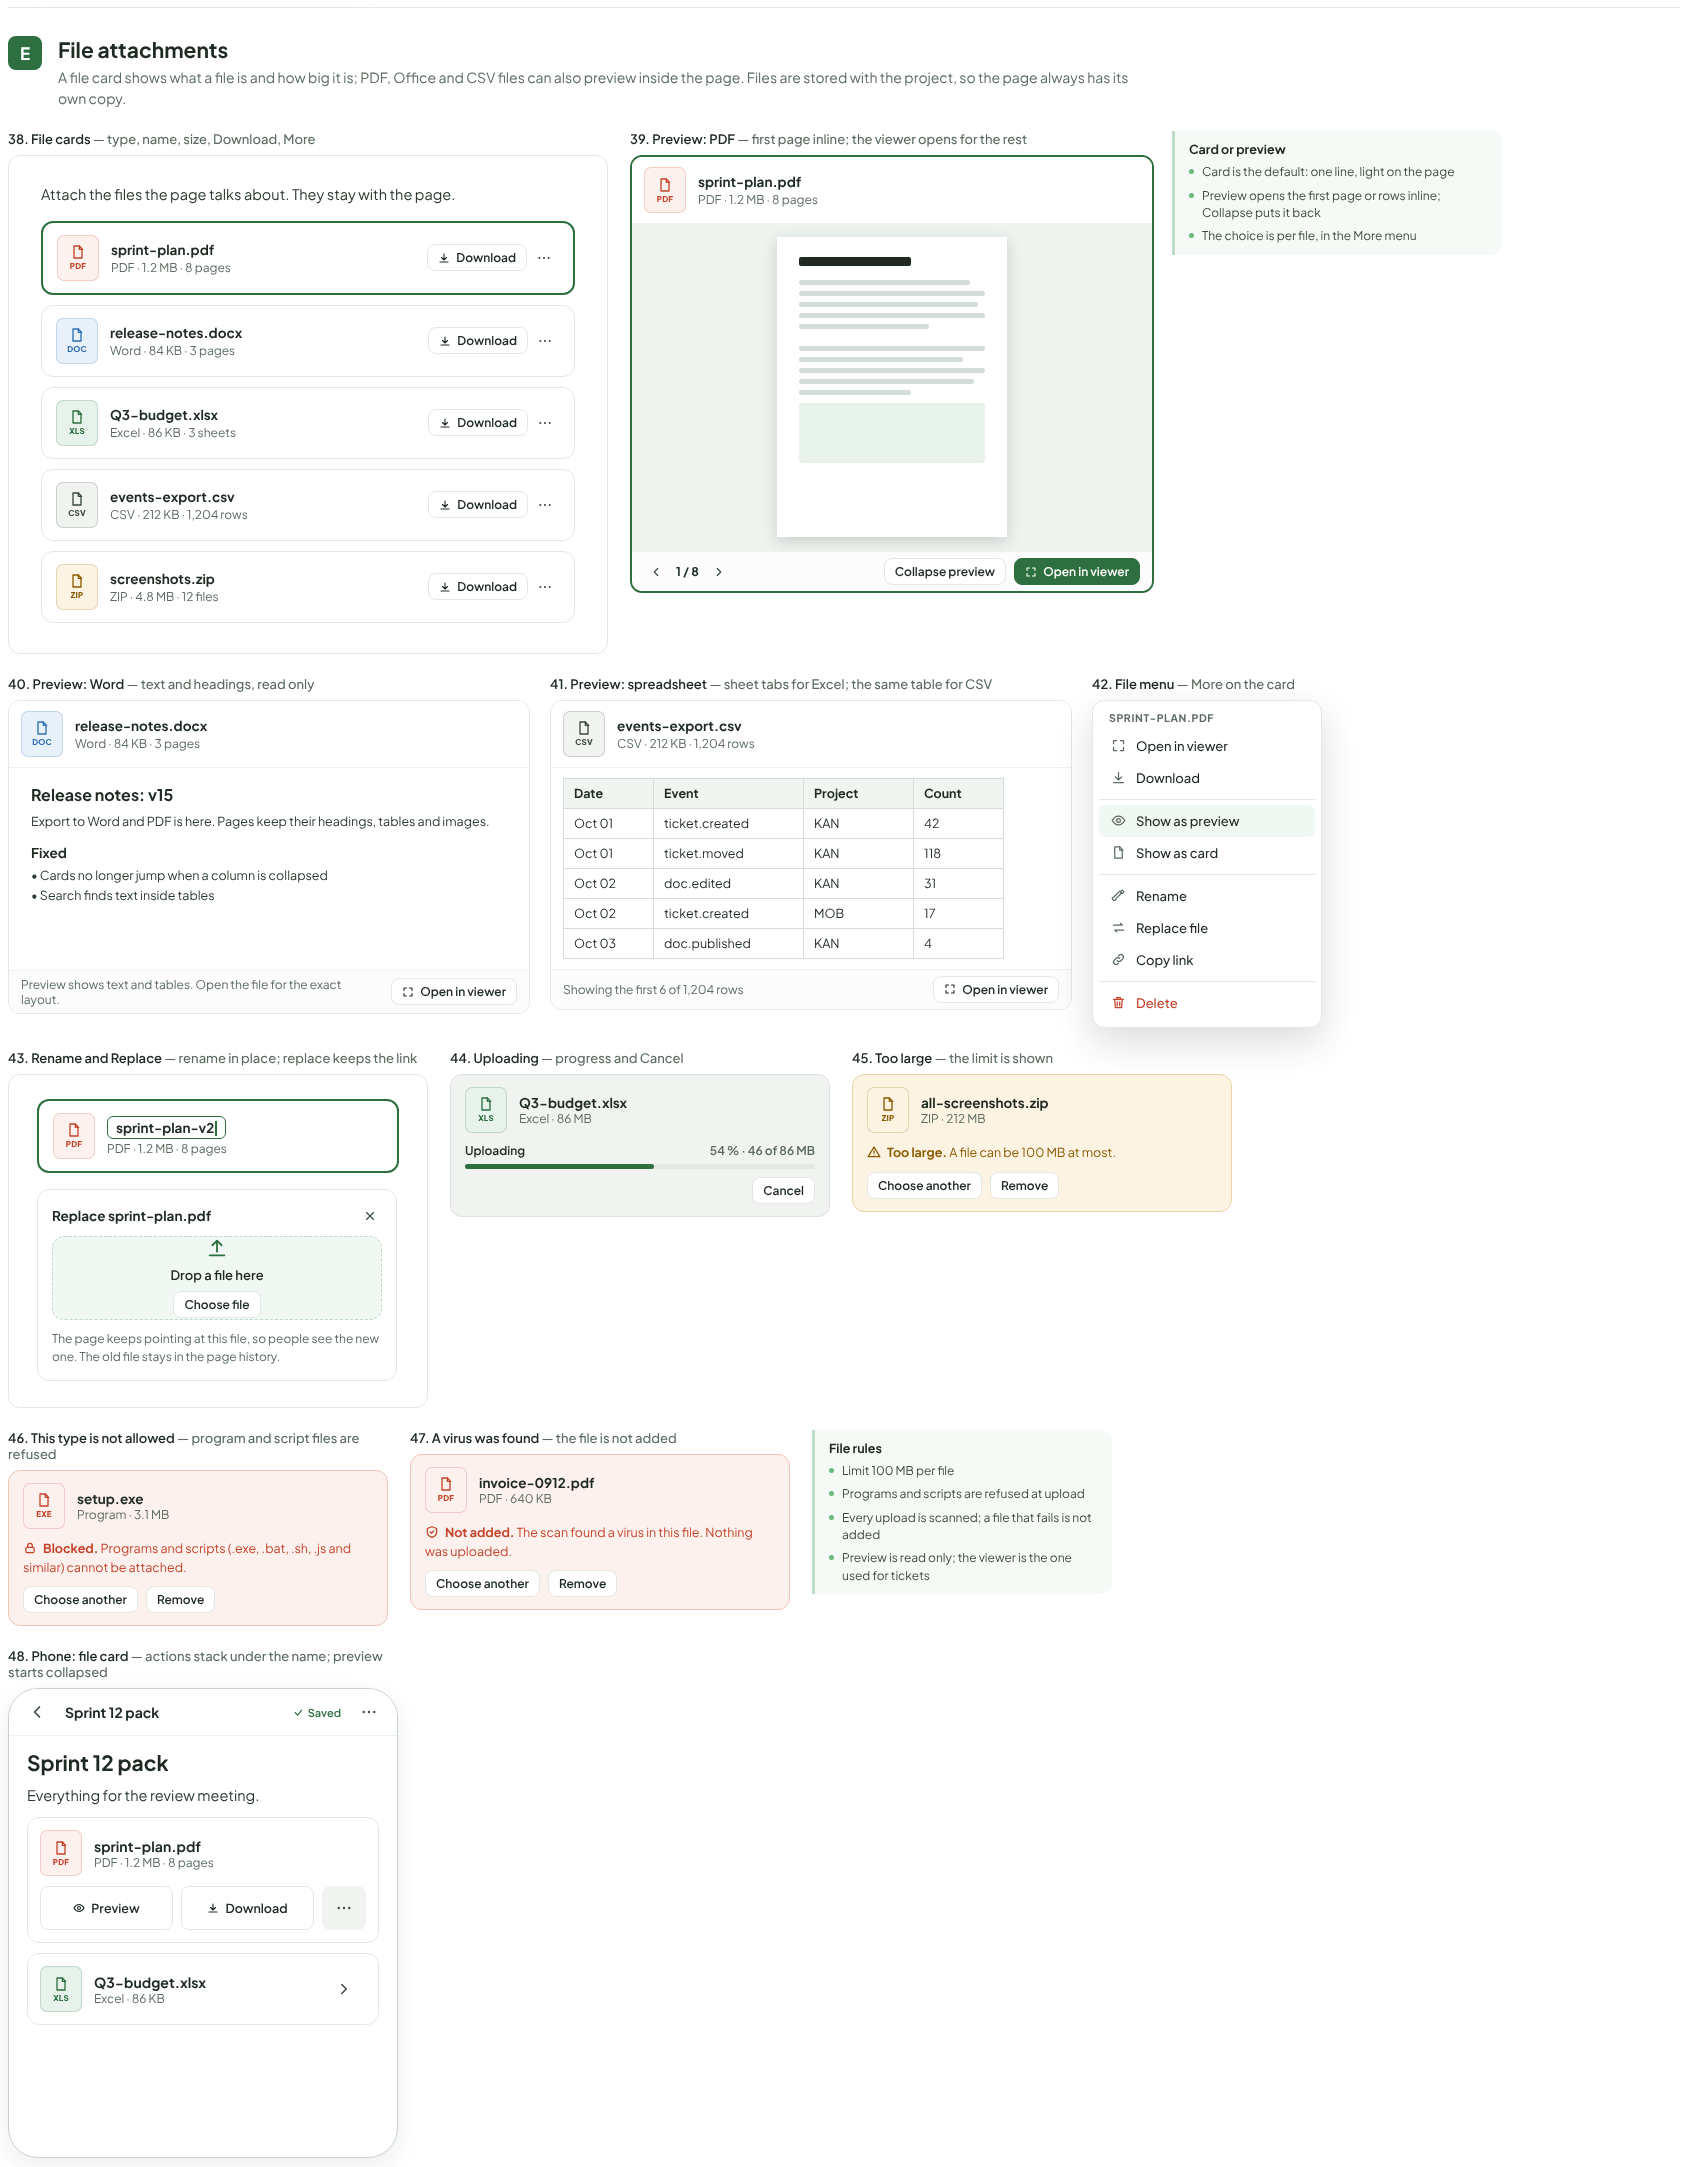 E
File attachments
A file card shows what a file is and how big it is; PDF, Office and CSV files can also preview inside the page. Files are stored with the project, so the page always has its
own copy.
38. File cards — type, name, size, Download, More
Attach the files the page talks about. They stay with the page.
PDF
sprint-plan.pdf
PDF · 1.2 MB · 8 pages
Download
DOC
release-notes.docx
Word · 84 KB · 3 pages
Download
XLS
Q3-budget.xlsx
Excel · 86 KB · 3 sheets
Download
CSV
events-export.csv
CSV · 212 KB · 1,204 rows
Download
ZIP
screenshots.zip
ZIP · 4.8 MB · 12 files
Download
39. Preview: PDF — first page inline; the viewer opens for the rest
PDF
sprint-plan.pdf
PDF · 1.2 MB · 8 pages
1 / 8
Collapse preview
Open in viewer
Card or preview
Card is the default: one line, light on the page
Preview opens the first page or rows inline;
Collapse puts it back
The choice is per file, in the More menu
40. Preview: Word — text and headings, read only
DOC
release-notes.docx
Word · 84 KB · 3 pages
Release notes: v15
Export to Word and PDF is here. Pages keep their headings, tables and images.
Fixed
• Cards no longer jump when a column is collapsed
• Search finds text inside tables
Preview shows text and tables. Open the file for the exact
layout.
Open in viewer
41. Preview: spreadsheet — sheet tabs for Excel; the same table for CSV
CSV
events-export.csv
CSV · 212 KB · 1,204 rows
Date Event Project Count
Oct 01 ticket.created KAN 42
Oct 01 ticket.moved KAN 118
Oct 02 doc.edited KAN 31
Oct 02 ticket.created MOB 17
Oct 03 doc.published KAN 4
Showing the first 6 of 1,204 rows
Open in viewer
42. File menu — More on the card
SPRINT-PLAN.PDF
Open in viewer
Download
Show as preview
Show as card
Rename
Replace file
Copy link
Delete
43. Rename and Replace — rename in place; replace keeps the link
PDF
sprint-plan-v2
PDF · 1.2 MB · 8 pages
Replace sprint-plan.pdf
Drop a file here
Choose file
The page keeps pointing at this file, so people see the new
one. The old file stays in the page history.
44. Uploading — progress and Cancel
XLS
Q3-budget.xlsx
Excel · 86 MB
Uploading
54 % · 46 of 86 MB
Cancel
45. Too large — the limit is shown
ZIP
all-screenshots.zip
ZIP · 212 MB
Too large. A file can be 100 MB at most.
Choose another
Remove
46. This type is not allowed — program and script files are
refused
EXE
setup.exe
Program · 3.1 MB
Blocked. Programs and scripts (.exe, .bat, .sh, .js and
similar) cannot be attached.
Choose another
Remove
47. A virus was found — the file is not added
PDF
invoice-0912.pdf
PDF · 640 KB
Not added. The scan found a virus in this file. Nothing
was uploaded.
Choose another
Remove
File rules
Limit 100 MB per file
Programs and scripts are refused at upload
Every upload is scanned; a file that fails is not
added
Preview is read only; the viewer is the one
used for tickets
48. Phone: file card — actions stack under the name; preview
starts collapsed
Sprint 12 pack
Saved
Sprint 12 pack
Everything for the review meeting.
PDF
sprint-plan.pdf
PDF · 1.2 MB · 8 pages
Preview
Download
XLS
Q3-budget.xlsx
Excel · 86 KB